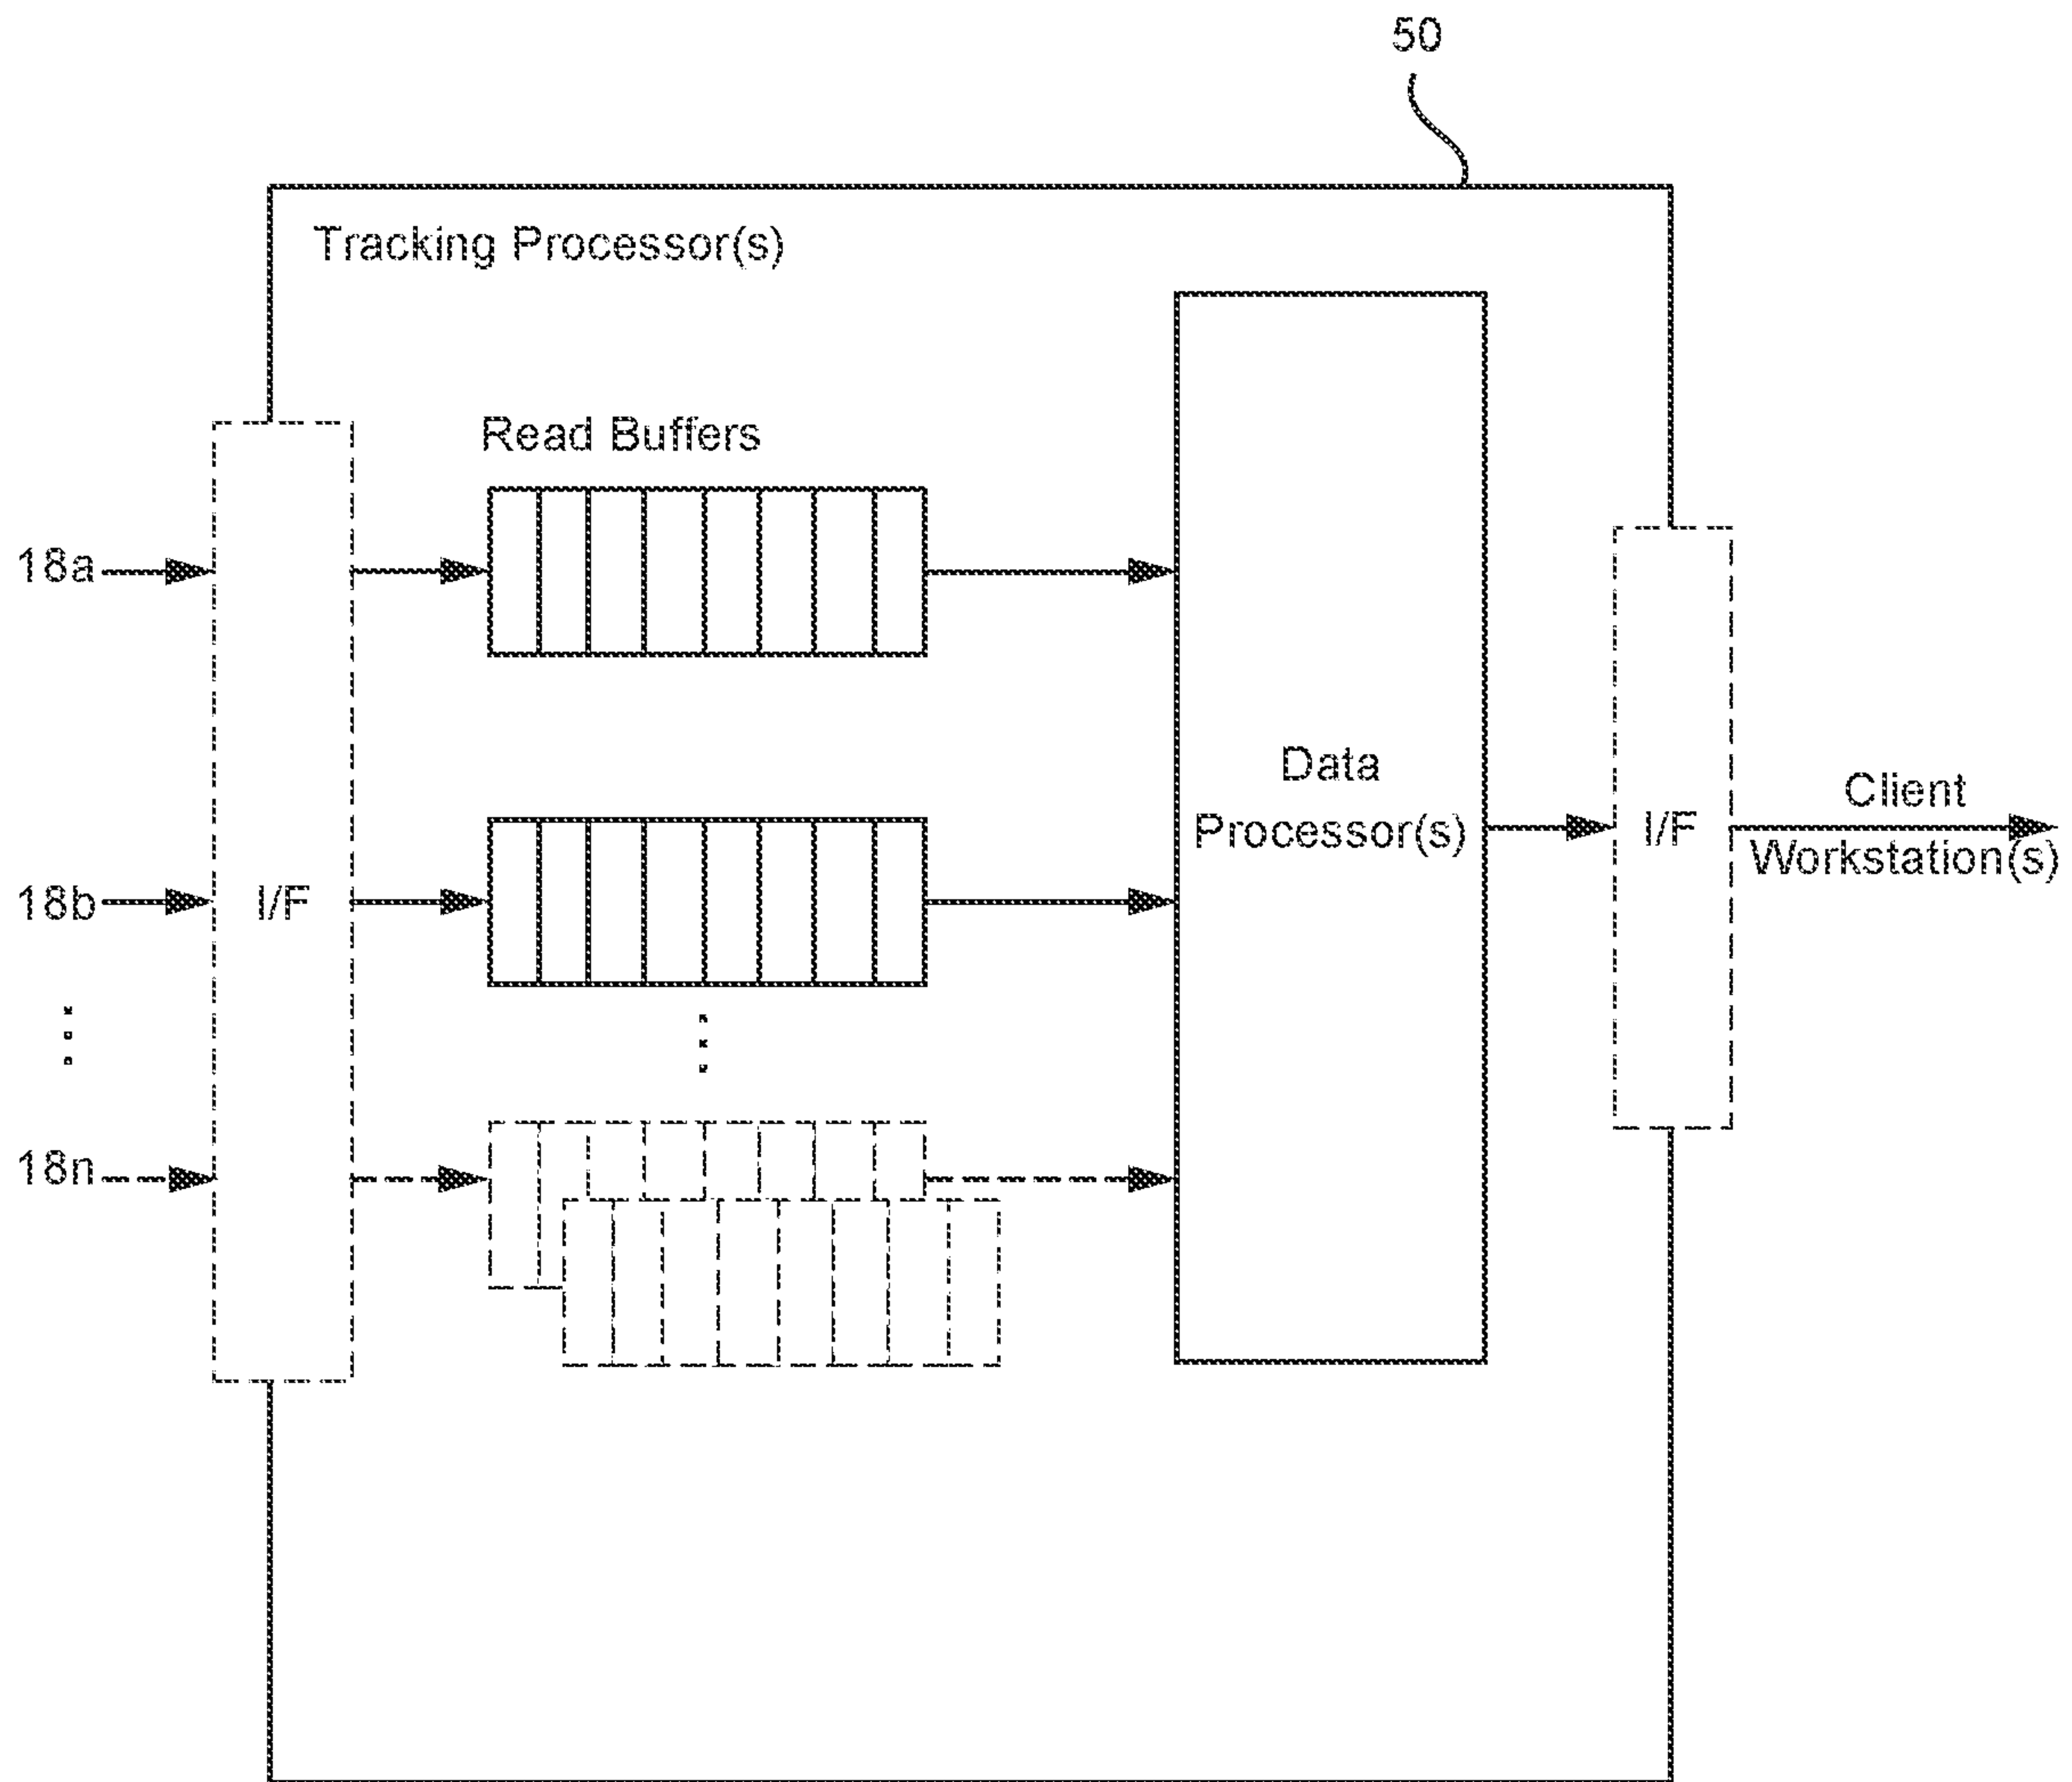 50
Tracking Processor(s)
Read Buffers
18a
Data
Processor(s)
Client
Workstation(s)
I/F
18b
I/F
18n